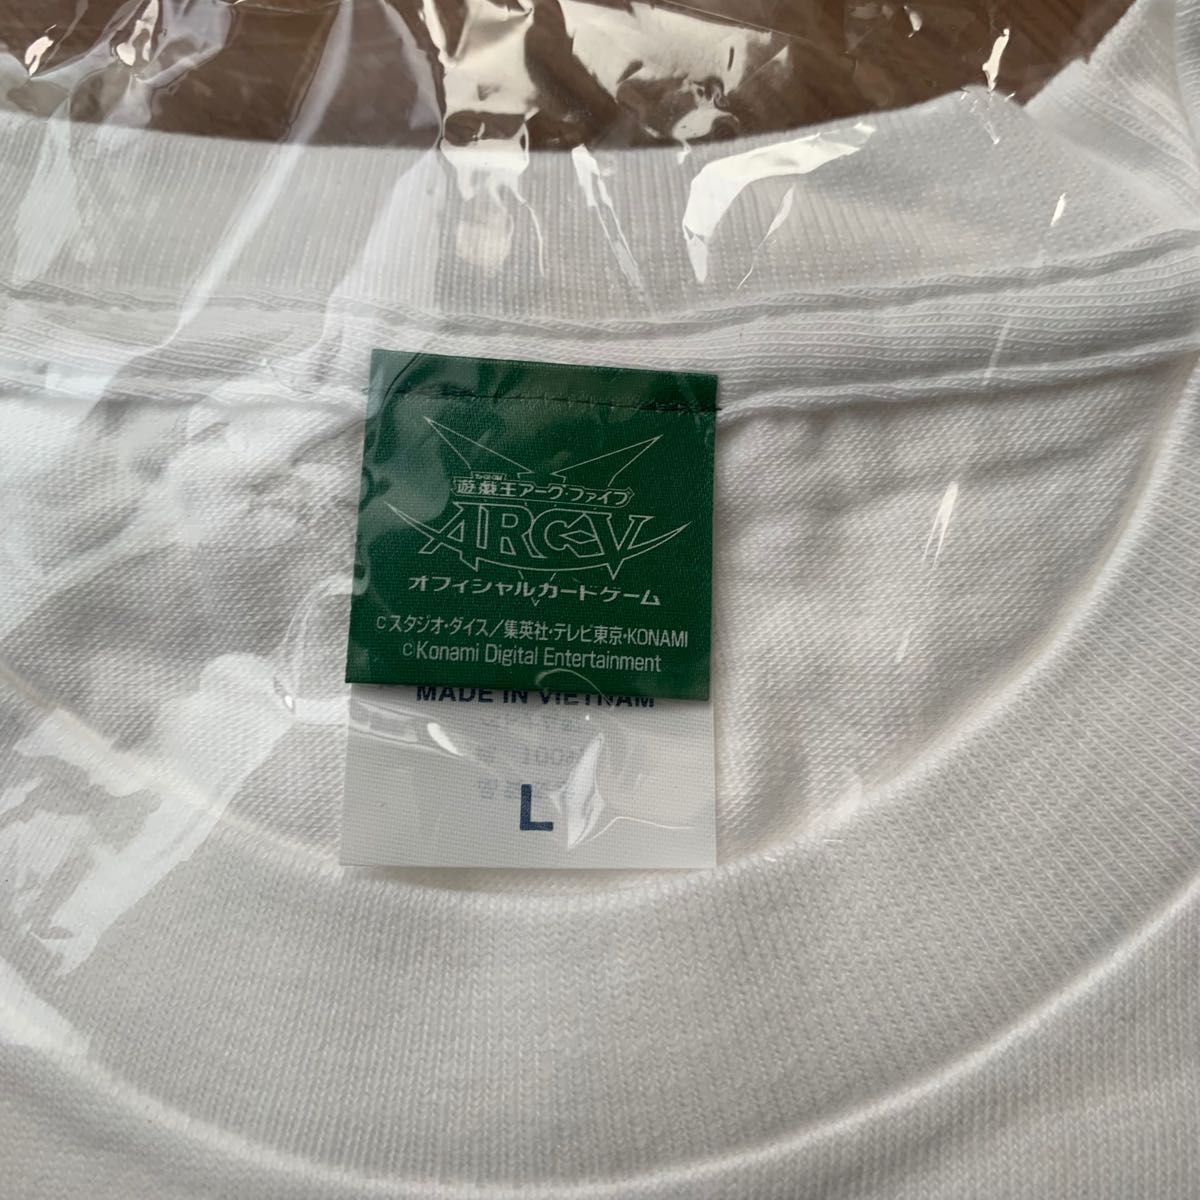 遊戯王アーク・ファイブ
ARC-V
オフィシャルカードゲーム
©スタジオ・ダイス/集英社・テレビ東京・KONAMI
©Konami Digital Entertainment
MADE IN VIETNAM
100%
L